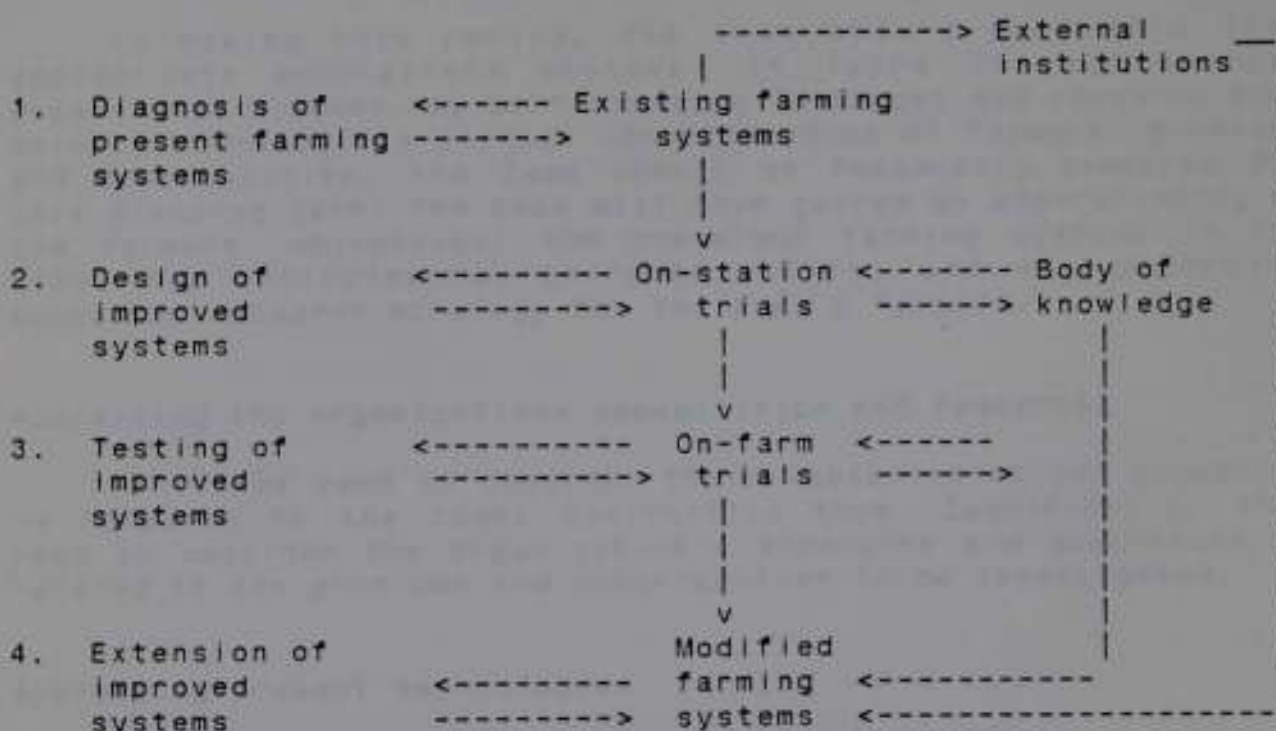 ------------> External
| institutions
1. Diagnosis of <------ Existing farming
present farming -------> systems
systems |
|
v
2. Design of <--------- On-station <------- Body of
improved ---------> trials ------> knowledge
systems | |
| |
v |
3. Testing of <---------- On-farm <------ |
improved ----------> trials ------> |
systems | |
| |
| |
v |
4. Extension of Modified |
improved <--------- farming <-----------
systems ---------> systems <--------------------